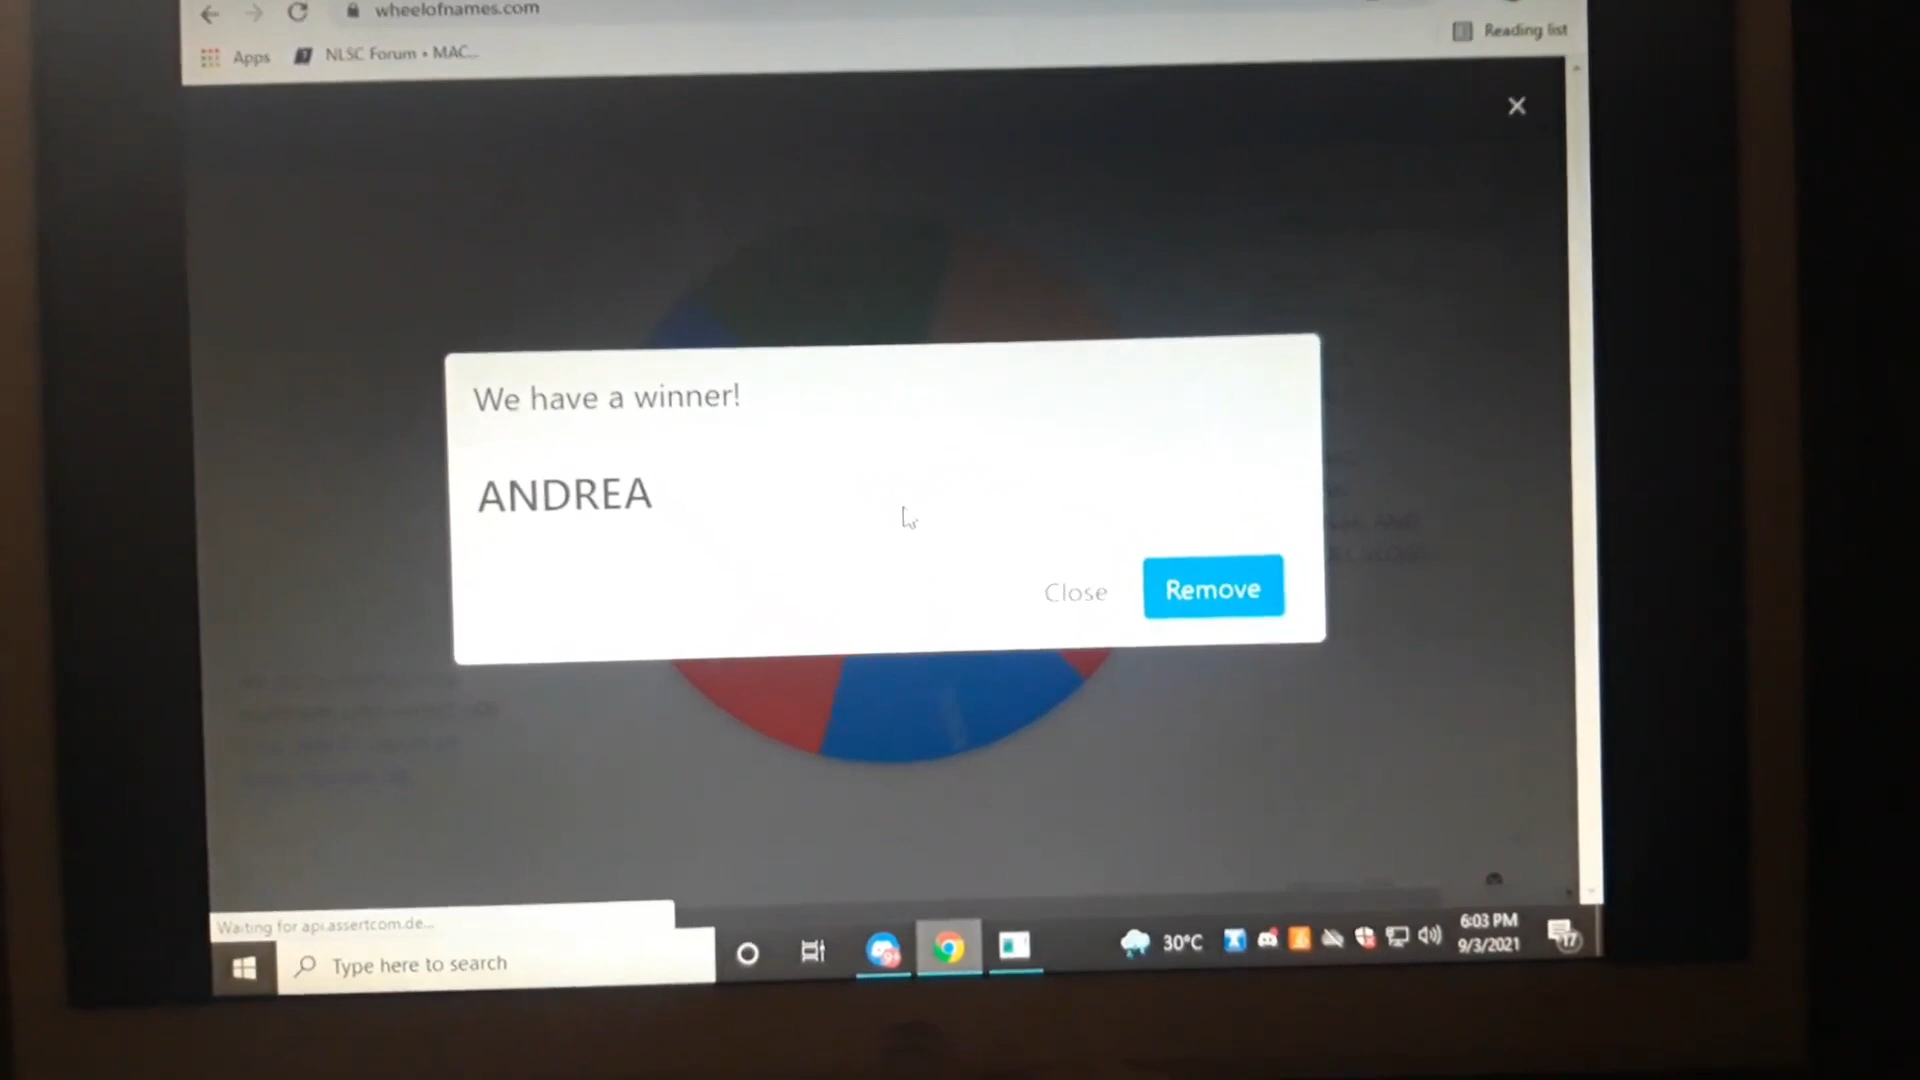 wheelofnames.com
Reading list
Apps
NLSC Forum • MAC...
We have a winner!
ANDREA
Close
Remove
Waiting for api.assertcom.de...
Type here to search
30°C
6:03 PM
9/3/2021
17